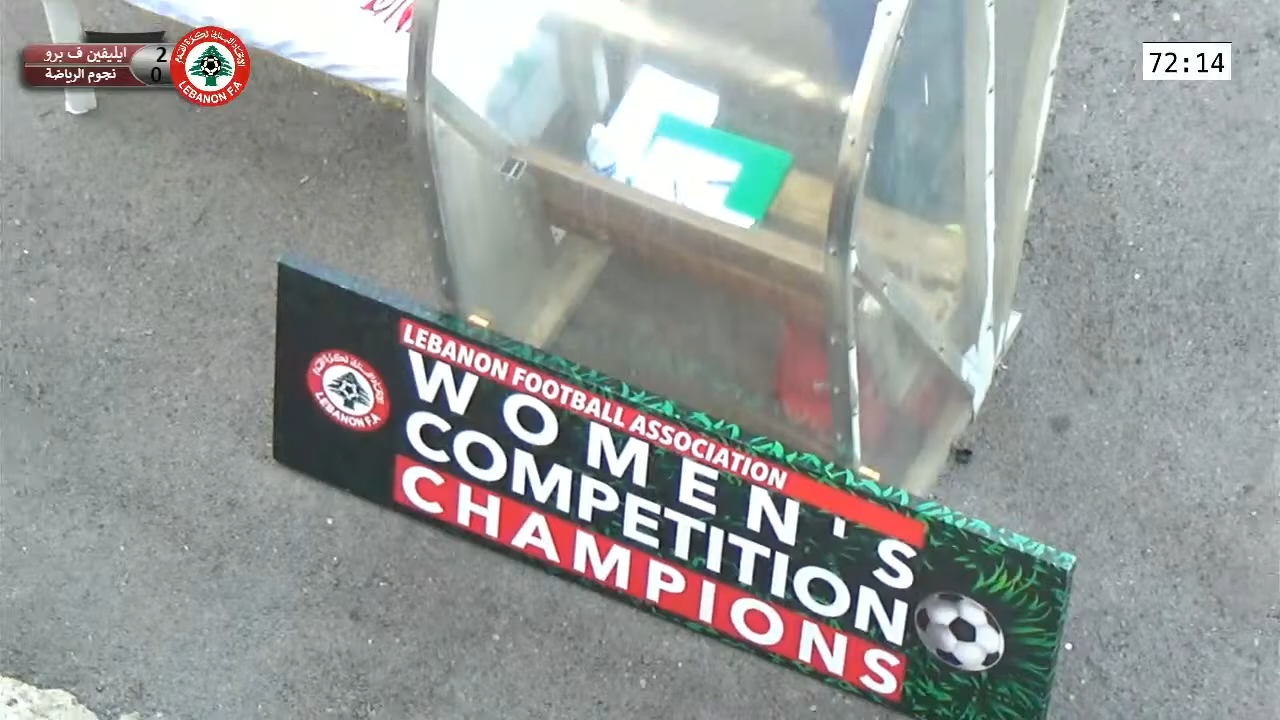 ايليفين ف برو 2
نجوم الرياضة 0
LEBANON F.A
72:14
LEBANON FOOTBALL ASSOCIATION
WOMEN'S
COMPETITION
CHAMPIONS
LEBANON F.A